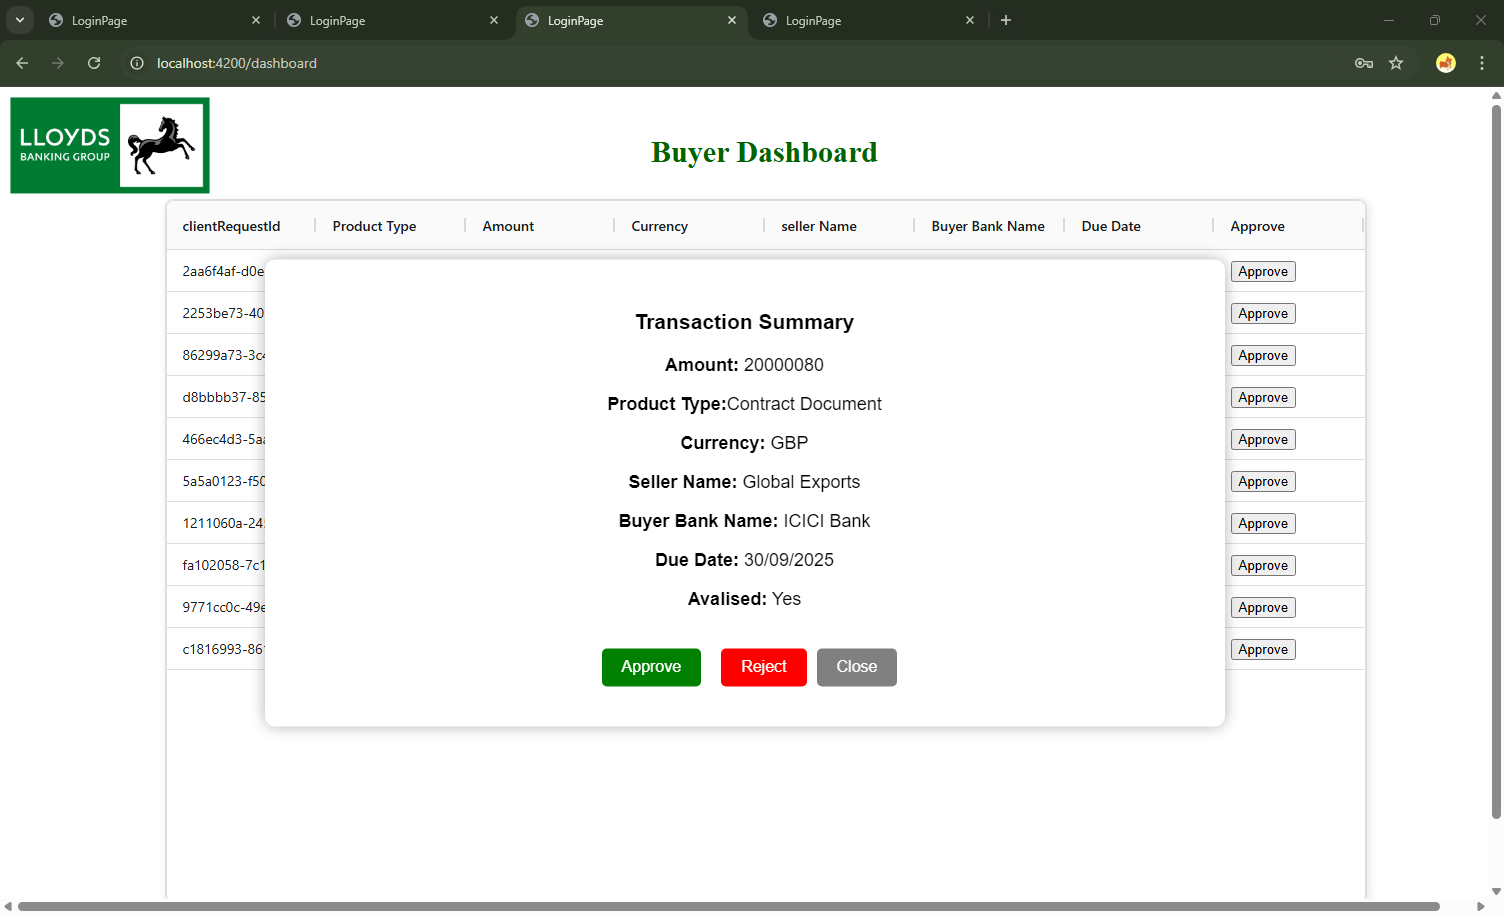 LoginPage
LoginPage
LoginPage
LoginPage
localhost:4200/dashboard
LLOYDS
BANKING GROUP
Buyer Dashboard
clientRequestId Product Type Amount Currency seller Name Buyer Bank Name Due Date Approve
2aa6f4af-d0e Approve
2253be73-40 Approve
86299a73-3c4 Approve
d8bbbb37-85 Approve
466ec4d3-5aa Approve
5a5a0123-f50 Approve
1211060a-24 Approve
fa102058-7c1 Approve
9771cc0c-49e Approve
c1816993-86 Approve
Transaction Summary
Amount: 20000080
Product Type:Contract Document
Currency: GBP
Seller Name: Global Exports
Buyer Bank Name: ICICI Bank
Due Date: 30/09/2025
Avalised: Yes
Approve Reject Close